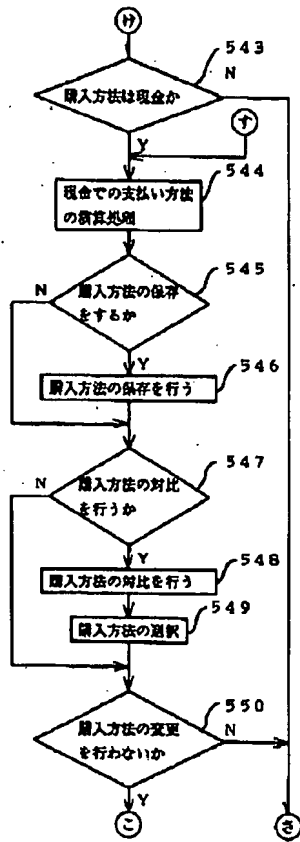 け
543
購入方法は現金か
N
す
Y
544
現金での支払い方法
の演算処理
545
N
購入方法の保存
をするか
Y
546
購入方法の保存を行う
547
N
購入方法の対比
を行うか
Y
548
購入方法の対比を行う
549
購入方法の選択
550
購入方法の変更
を行わないか
N
Y
こ
さ